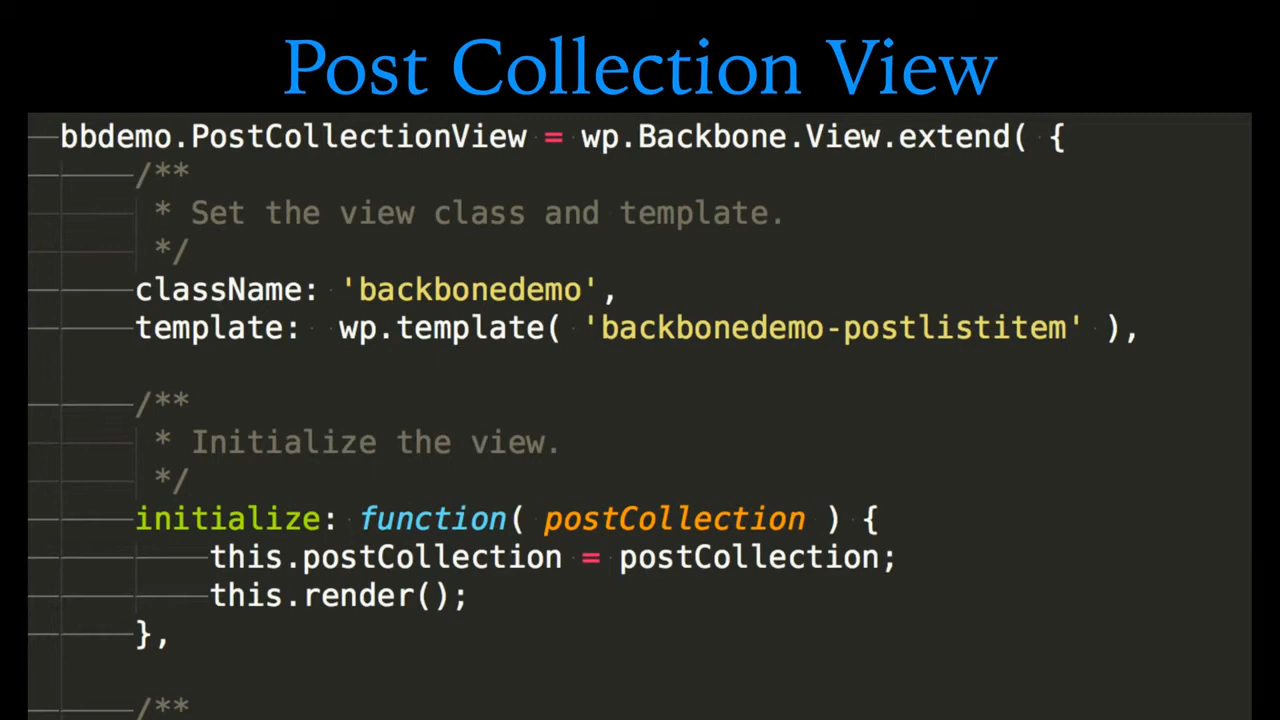 Post Collection View
bbdemo.PostCollectionView = wp.Backbone.View.extend( {
/**
* Set the view class and template.
*/
className: 'backbonedemo',
template: wp.template( 'backbonedemo-postlistitem' ),
/**
* Initialize the view.
*/
initialize: function( postCollection ) {
this.postCollection = postCollection;
this.render();
},
/**